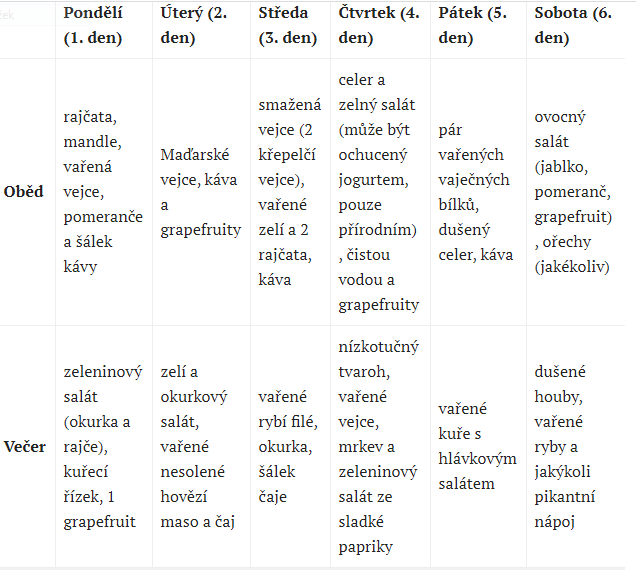 Pondělí
(1. den)
Úterý (2.
den)
Středa
(3. den)
Čtvrtek (4.
den)
Pátek (5.
den)
Sobota (6.
den)
Oběd
rajčata,
mandle,
vařená
vejce,
pomeranče
a šálek
kávy
Maďarské
vejce, káva
a
grapefruity
smažená
vejce (2
křepelčí
vejce),
vařené
zelí a 2
rajčata,
káva
celer a
zelný salát
(může být
ochucený
jogurtem,
pouze
přírodním)
, čistou
vodou a
grapefruity
pár
vařených
vaječných
bílků,
dušený
celer, káva
ovocný
salát
(jablko,
pomeranč,
grapefruit)
, ořechy
(jakékoliv)
Večer
zeleninový
salát
(okurka a
rajče),
kuřecí
řízek, 1
grapefruit
zelí a
okurkový
salát,
vařené
nesolené
hovězí
maso a čaj
vařené
rybí filé,
okurka,
šálek
čaje
nízkotučný
tvaroh,
vařené
vejce,
mrkev a
zeleninový
salát ze
sladké
papriky
vařené
kuře s
hlávkovým
salátem
dušené
houby,
vařené
ryby a
jakýkoli
pikantní
nápoj